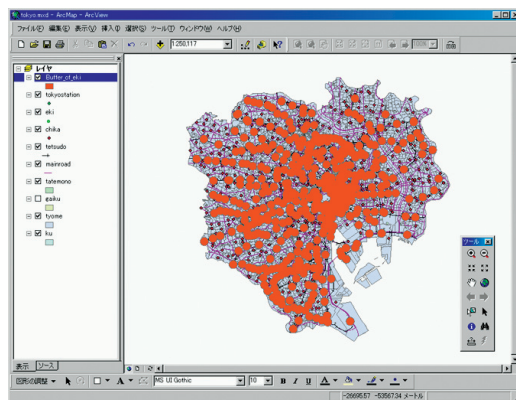 tokyo.mxd - ArcMap - ArcView
ファイル(F) 編集(E) 表示(V) 挿入(I) 選択(S) ツール(T) ウィンドウ(W) ヘルプ(H)
1:250,117
レイヤ
Buffer_of_eki
tokyostation
eki
chika
tetsudo
mainroad
tatemono
gaiku
tyome
ku
ツール
表示 ソース
図形の調整 A MS UI Gothic 10 B I U A
-26695.57 -5356.734 メートル